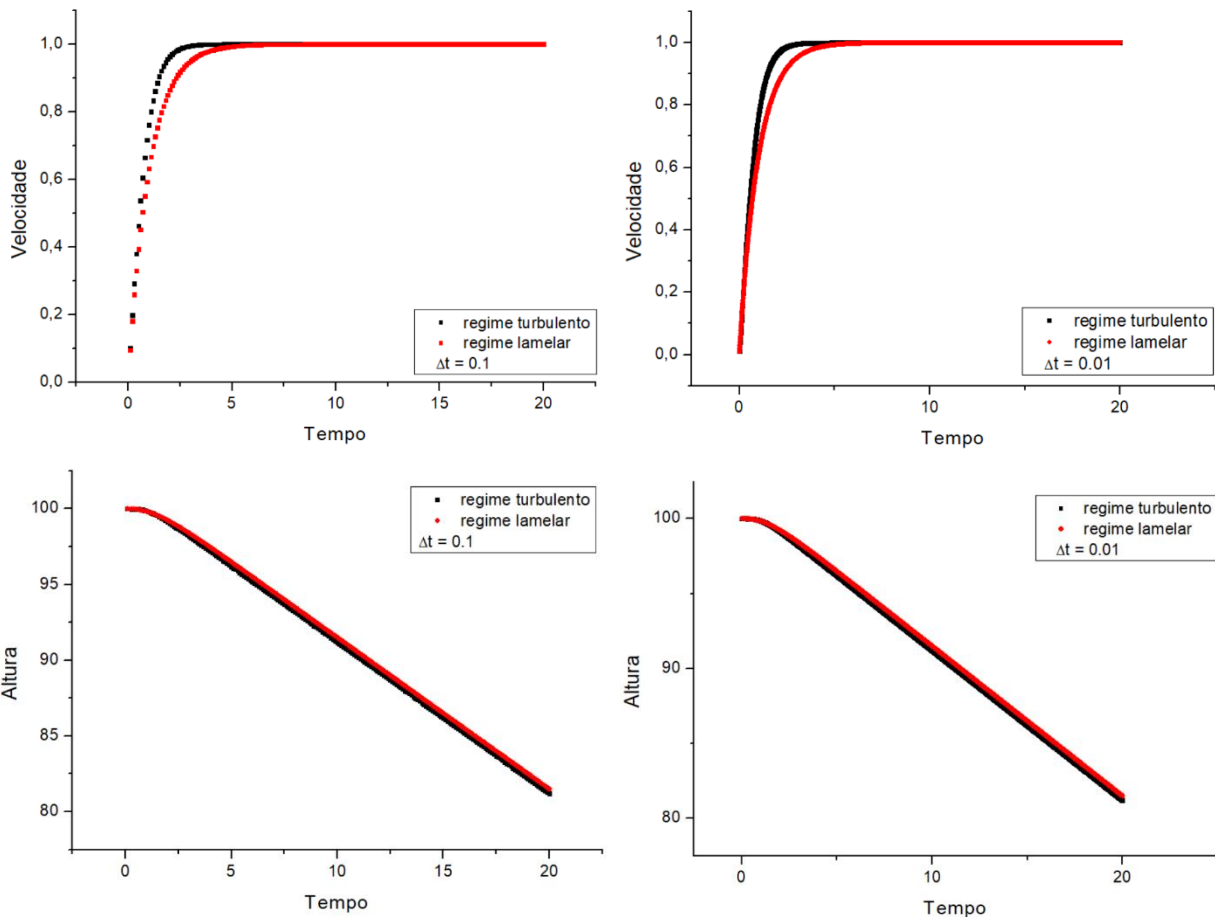 1,0
0,8
0,6
0,4
0,2
0,0
Velocidade
regime turbulento
regime lamelar
Δt = 0.1
0 5 10 15 20
Tempo
1,0
0,8
0,6
0,4
0,2
0,0
Velocidade
regime turbulento
regime lamelar
Δt = 0.01
0 10 20
Tempo
100
95
90
85
80
Altura
regime turbulento
regime lamelar
Δt = 0.1
0 5 10 15 20
Tempo
100
90
80
Altura
regime turbulento
regime lamelar
Δt = 0.01
0 10 20
Tempo